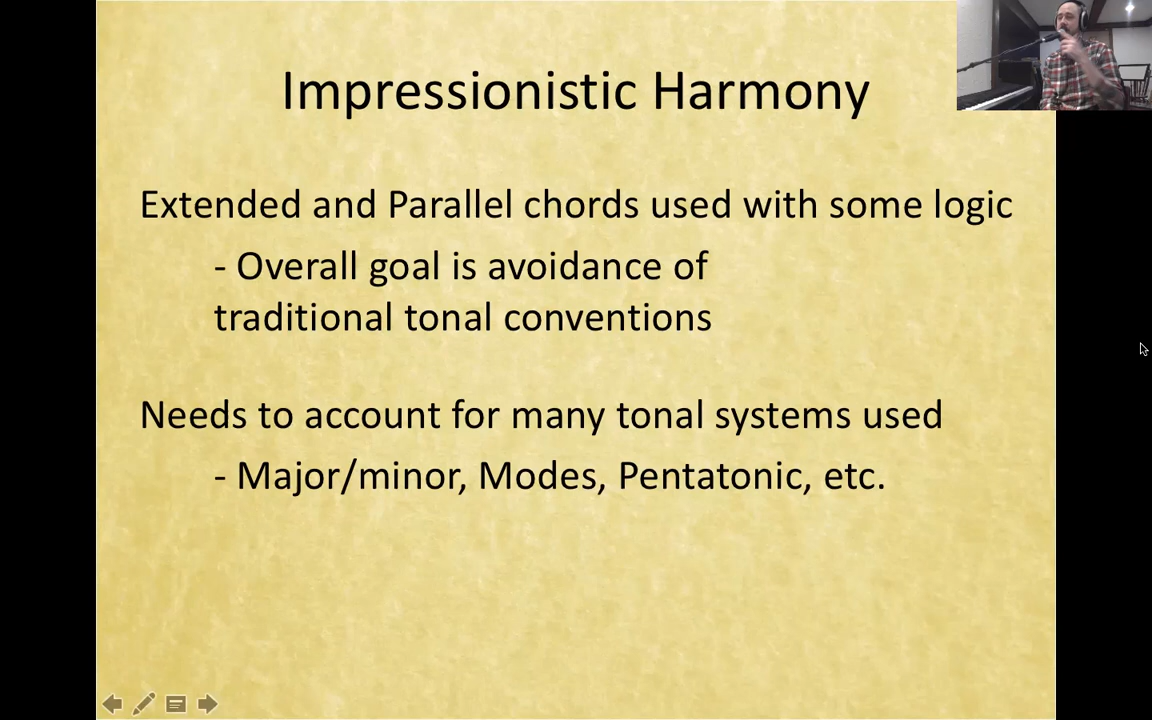 Impressionistic Harmony
Extended and Parallel chords used with some logic
- Overall goal is avoidance of
traditional tonal conventions
Needs to account for many tonal systems used
- Major/minor, Modes, Pentatonic, etc.